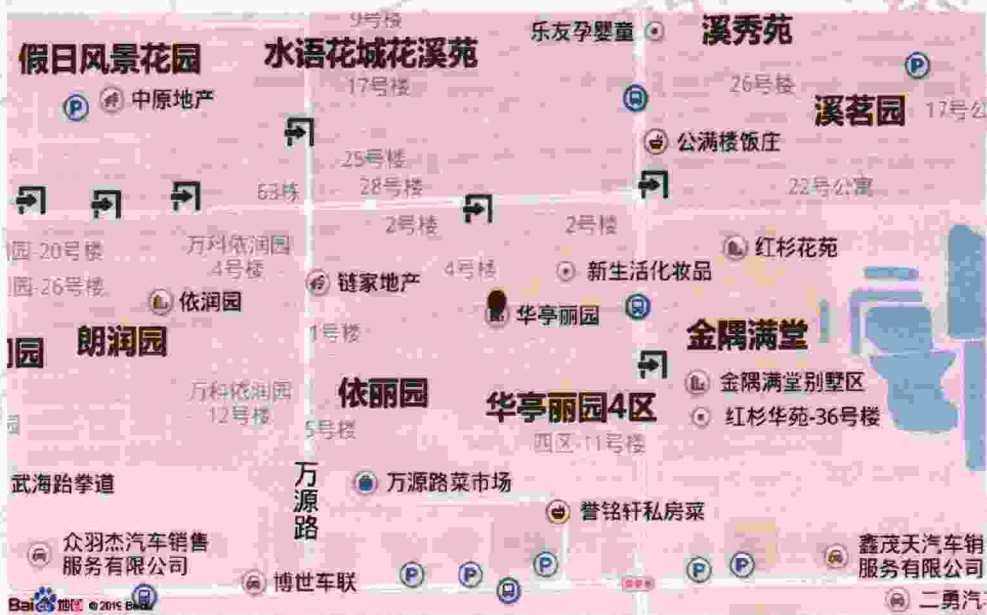 9号楼
乐友孕婴童
溪秀苑
假日风景花园
水语花城花溪苑
17号楼
26号楼
中原地产
溪茗园
17号公
公满楼饭庄
25号楼
28号楼
63栋
22号公寓
2号楼
2号楼
园-20号楼
万科依润园
4号楼
红杉花苑
4号楼
新生活化妆品
园-26号楼
链家地产
依润园
华亭丽园
1号楼
朗润园
金隅满堂
园
金隅满堂别墅区
万科依润园
12号楼
依丽园
华亭丽园4区
红杉华苑-36号楼
园
5号楼
四区-11号楼
武海跆拳道
万源路
万源路菜市场
誉铭轩私房菜
众羽杰汽车销售
服务有限公司
鑫茂天汽车销
服务有限公司
博世车联
二勇汽
Bai 地图 © 2015 Baidu